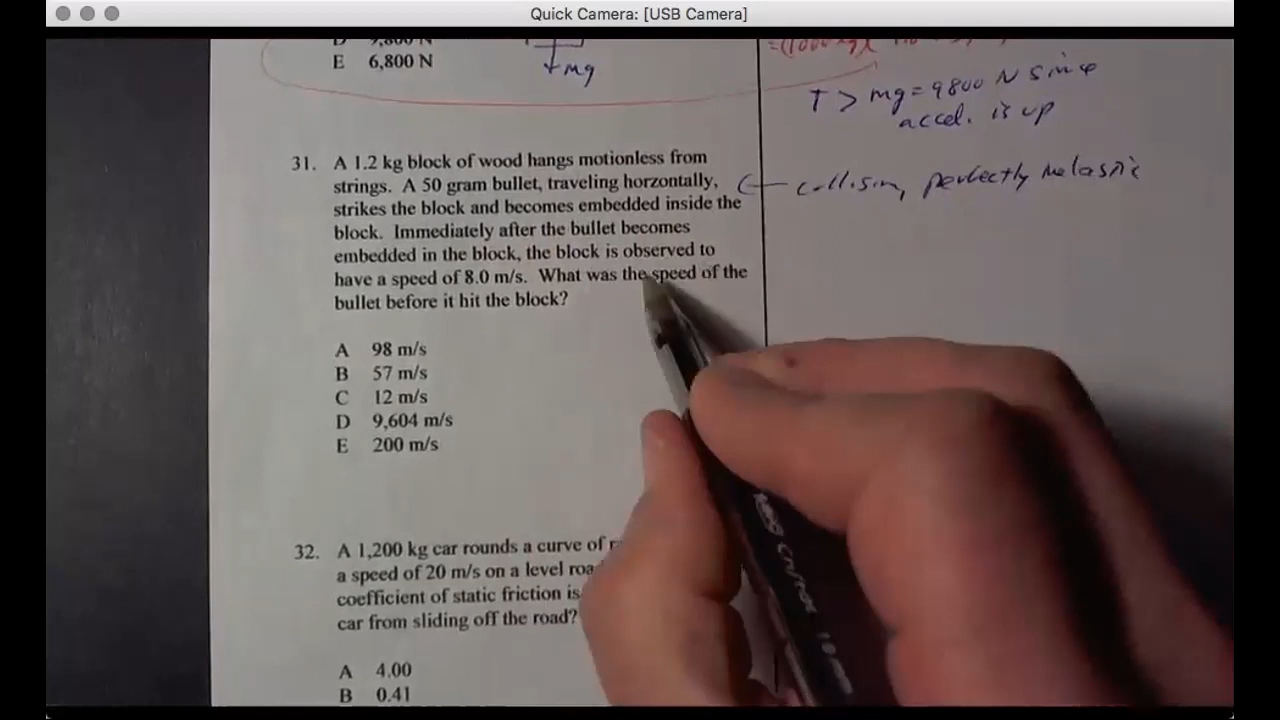 Quick Camera: [USB Camera]
E 6,800 N
mg
=(1000 kg)(
T > mg = 9800 N since
accel. is up
31. A 1.2 kg block of wood hangs motionless from
strings. A 50 gram bullet, traveling horzontally,
strikes the block and becomes embedded inside the
block. Immediately after the bullet becomes
embedded in the block, the block is observed to
have a speed of 8.0 m/s. What was the speed of the
bullet before it hit the block?
← collision, perfectly inelastic
A 98 m/s
B 57 m/s
C 12 m/s
D 9,604 m/s
E 200 m/s
32. A 1,200 kg car rounds a curve of
a speed of 20 m/s on a level
coefficient of static friction is
car from sliding off the road?
A 4.00
B 0.41